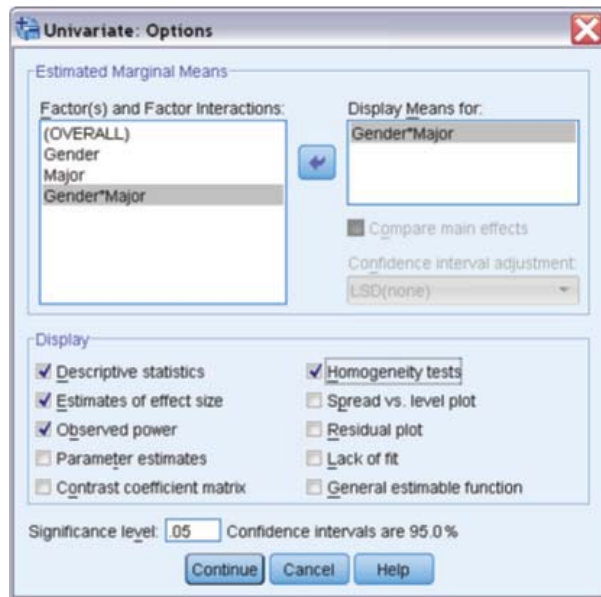 Univariate: Options
Estimated Marginal Means
Factor(s) and Factor Interactions:
(OVERALL)
Gender
Major
Gender*Major
Display Means for:
Gender*Major
Compare main effects
Confidence interval adjustment:
LSD(none)
Display
Descriptive statistics
Estimates of effect size
Observed power
Parameter estimates
Contrast coefficient matrix
Homogeneity tests
Spread vs. level plot
Residual plot
Lack of fit
General estimable function
Significance level: .05 Confidence intervals are 95.0 %
Continue Cancel Help